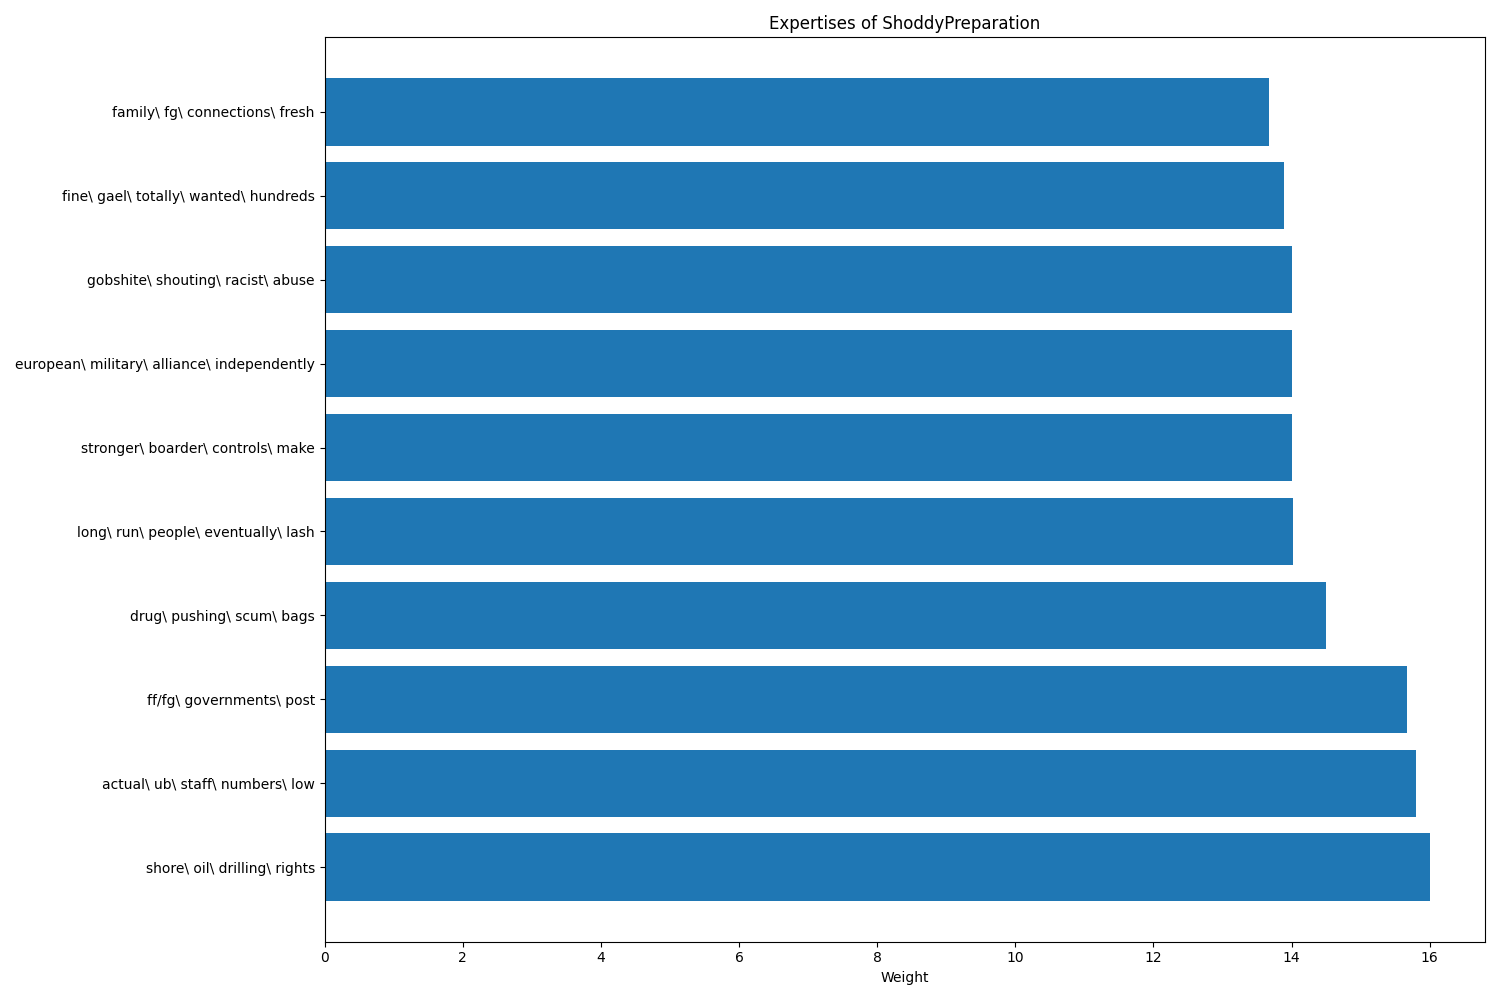 Expertises of ShoddyPreparation
family\ fg\ connections\ fresh
fine\ gael\ totally\ wanted\ hundreds
gobshite\ shouting\ racist\ abuse
european\ military\ alliance\ independently
stronger\ boarder\ controls\ make
long\ run\ people\ eventually\ lash
drug\ pushing\ scum\ bags
ff/fg\ governments\ post
actual\ ub\ staff\ numbers\ low
shore\ oil\ drilling\ rights
0 2 4 6 8 10 12 14 16
Weight